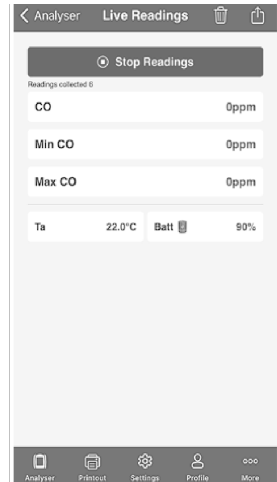 Analyser Live Readings
Stop Readings
Readings collected 6
CO 0ppm
Min CO 0ppm
Max CO 0ppm
Ta 22.0°C Batt 90%
Analyser Printout Settings Profile More